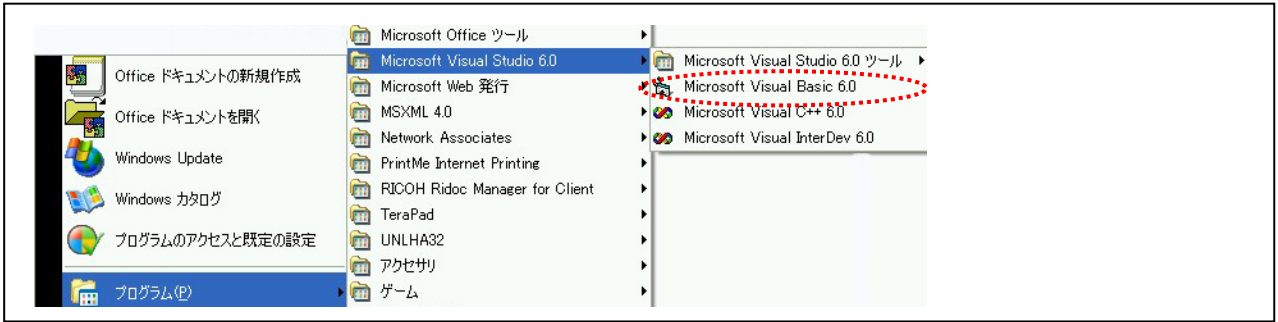 Office ドキュメントの新規作成
Office ドキュメントを開く
Windows Update
Windows カタログ
プログラムのアクセスと既定の設定
プログラム(P)
Microsoft Office ツール
Microsoft Visual Studio 6.0
Microsoft Web 発行
MSXML 4.0
Network Associates
PrintMe Internet Printing
RICOH Ridoc Manager for Client
TeraPad
UNLHA32
アクセサリ
ゲーム
Microsoft Visual Studio 6.0 ツール
Microsoft Visual Basic 6.0
Microsoft Visual C++ 6.0
Microsoft Visual InterDev 6.0